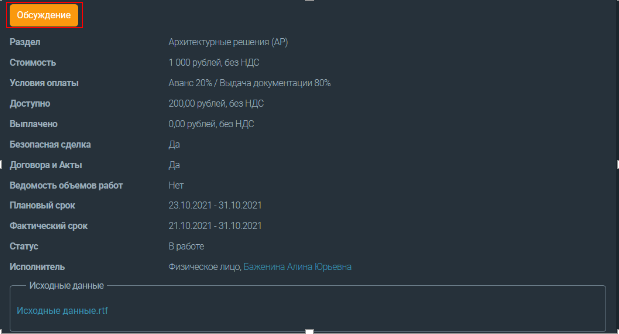 Обсуждение
Раздел Архитектурные решения (АР)
Стоимость 1 000 рублей, без НДС
Условия оплаты Аванс 20% / Выдача документации 80%
Доступно 200,00 рублей, без НДС
Выплачено 0,00 рублей, без НДС
Безопасная сделка Да
Договора и Акты Да
Ведомость объемов работ Нет
Плановый срок 23.10.2021 - 31.10.2021
Фактический срок 21.10.2021 - 31.10.2021
Статус В работе
Исполнитель Физическое лицо, Баженина Алина Юрьевна
Исходные данные
Исходные данные.rtf